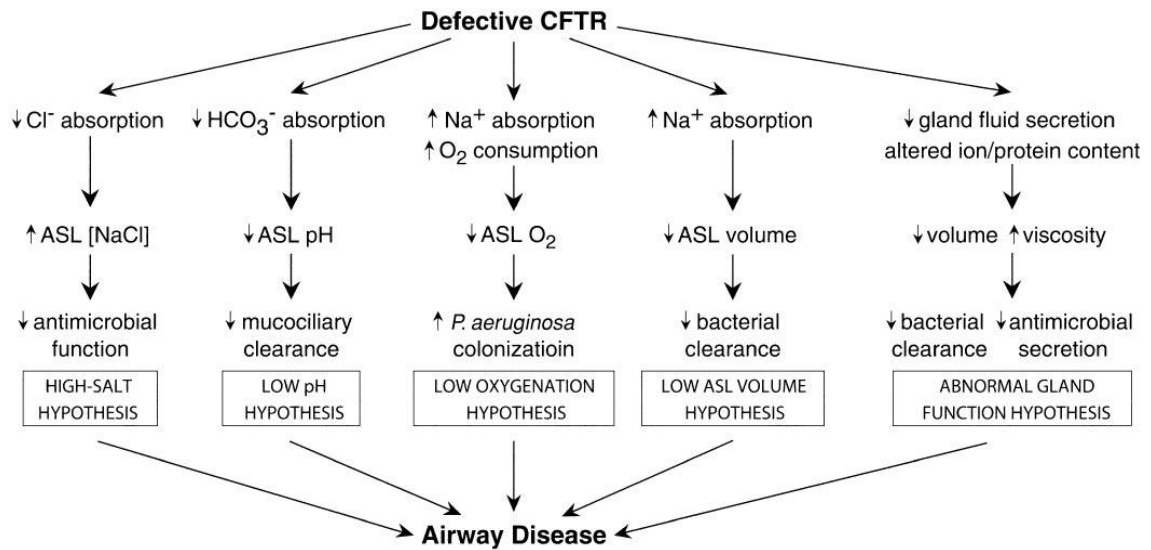 Defective CFTR
↓Cl⁻ absorption
↓HCO₃⁻ absorption
↑Na⁺ absorption
↑O₂ consumption
↑Na⁺ absorption
↓gland fluid secretion
altered ion/protein content
↑ASL [NaCl]
↓ASL pH
↓ASL O₂
↓ASL volume
↓volume ↑viscosity
↓antimicrobial
function
↓mucociliary
clearance
↑P. aeruginosa
colonizatioin
↓bacterial
clearance
↓bacterial
clearance
↓antimicrobial
secretion
HIGH-SALT
HYPOTHESIS
LOW pH
HYPOTHESIS
LOW OXYGENATION
HYPOTHESIS
LOW ASL VOLUME
HYPOTHESIS
ABNORMAL GLAND
FUNCTION HYPOTHESIS
Airway Disease